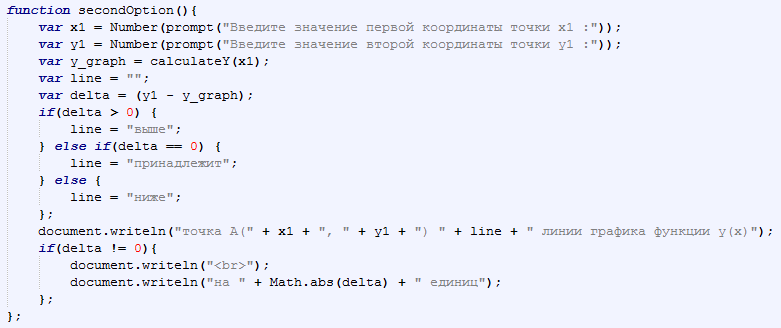 function secondOption(){
    var x1 = Number(prompt("Введите значение первой координаты точки x1 :"));
    var y1 = Number(prompt("Введите значение второй координаты точки y1 :"));
    var y_graph = calculateY(x1);
    var line = "";
    var delta = (y1 - y_graph);
    if(delta > 0) {
        line = "выше";
    } else if(delta == 0) {
        line = "принадлежит";
    } else {
        line = "ниже";
    };
    document.writeln("точка A(" + x1 + ", " + y1 + ") " + line + " линии графика функции y(x)");
    if(delta != 0){
        document.writeln("<br>");
        document.writeln("на " + Math.abs(delta) + " единиц");
    };
};